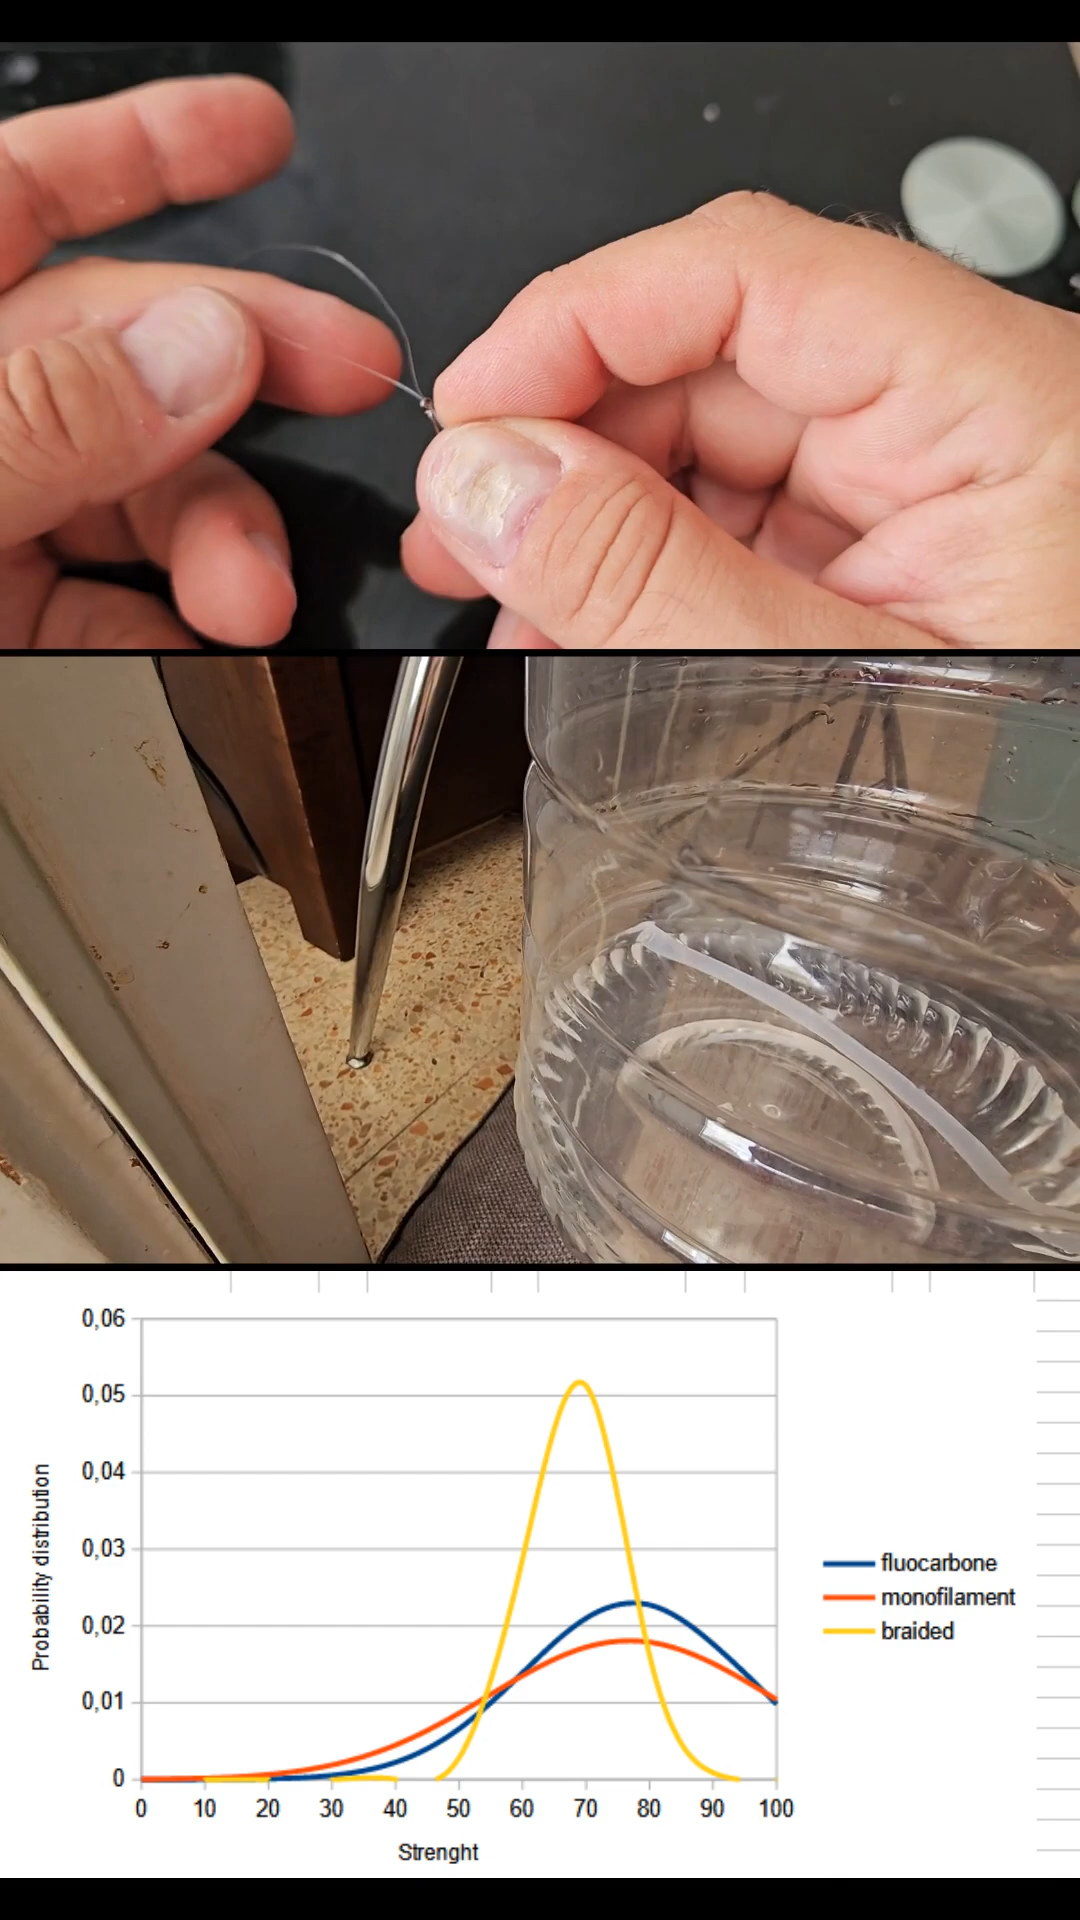 0,06
0,05
0,04
0,03
0,02
0,01
0
0 10 20 30 40 50 60 70 80 90 100
Probability distribution
Strenght
fluocarbone
monofilament
braided